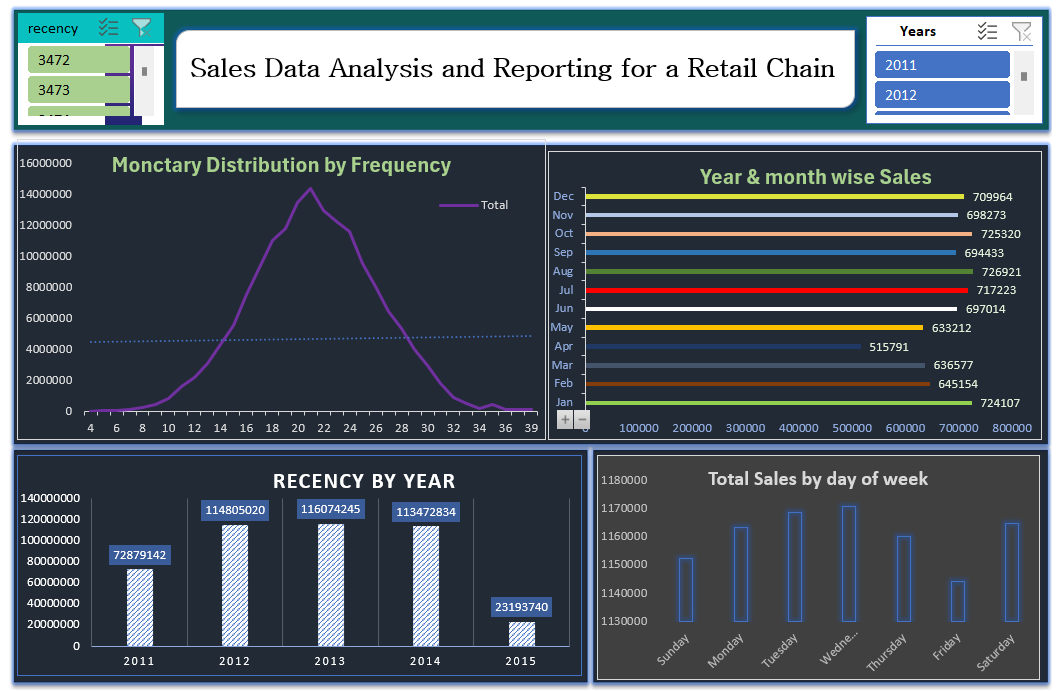 recency
3472
3473
Sales Data Analysis and Reporting for a Retail Chain
Years
2011
2012
Monctary Distribution by Frequency
16000000
14000000
12000000
10000000
8000000
6000000
4000000
2000000
0
Total
4 6 8 10 12 14 16 18 20 22 24 26 28 30 32 34 36 39
Year & month wise Sales
Dec 709964
Nov 698273
Oct 725320
Sep 694433
Aug 726921
Jul 717223
Jun 697014
May 633212
Apr 515791
Mar 636577
Feb 645154
Jan 724107
+ −
0 100000 200000 300000 400000 500000 600000 700000 800000
RECENCY BY YEAR
140000000
120000000
100000000
80000000
60000000
40000000
20000000
0
72879142
114805020
116074245
113472834
23193740
2011 2012 2013 2014 2015
Total Sales by day of week
1180000
1170000
1160000
1150000
1140000
1130000
Sunday
Monday
Tuesday
Wedne...
Thursday
Friday
Saturday